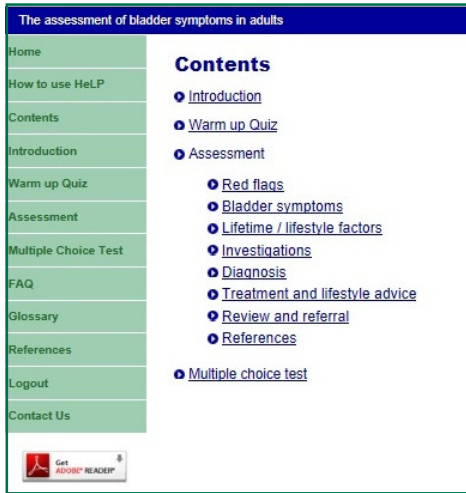 The assessment of bladder symptoms in adults
Home
How to use HeLP
Contents
Introduction
Warm up Quiz
Assessment
Multiple Choice Test
FAQ
Glossary
References
Logout
Contact Us
Get
ADOBE® READER®
Contents
Introduction
Warm up Quiz
Assessment
Red flags
Bladder symptoms
Lifetime / lifestyle factors
Investigations
Diagnosis
Treatment and lifestyle advice
Review and referral
References
Multiple choice test